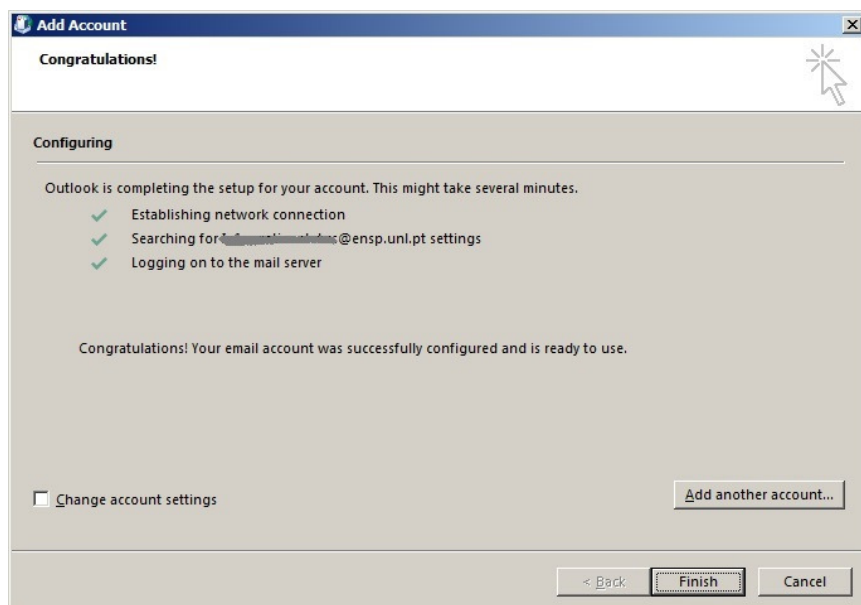 Add Account
Congratulations!
Configuring
Outlook is completing the setup for your account. This might take several minutes.
Establishing network connection
Searching for @ensp.unl.pt settings
Logging on to the mail server
Congratulations! Your email account was successfully configured and is ready to use.
Change account settings
Add another account...
< Back
Finish
Cancel